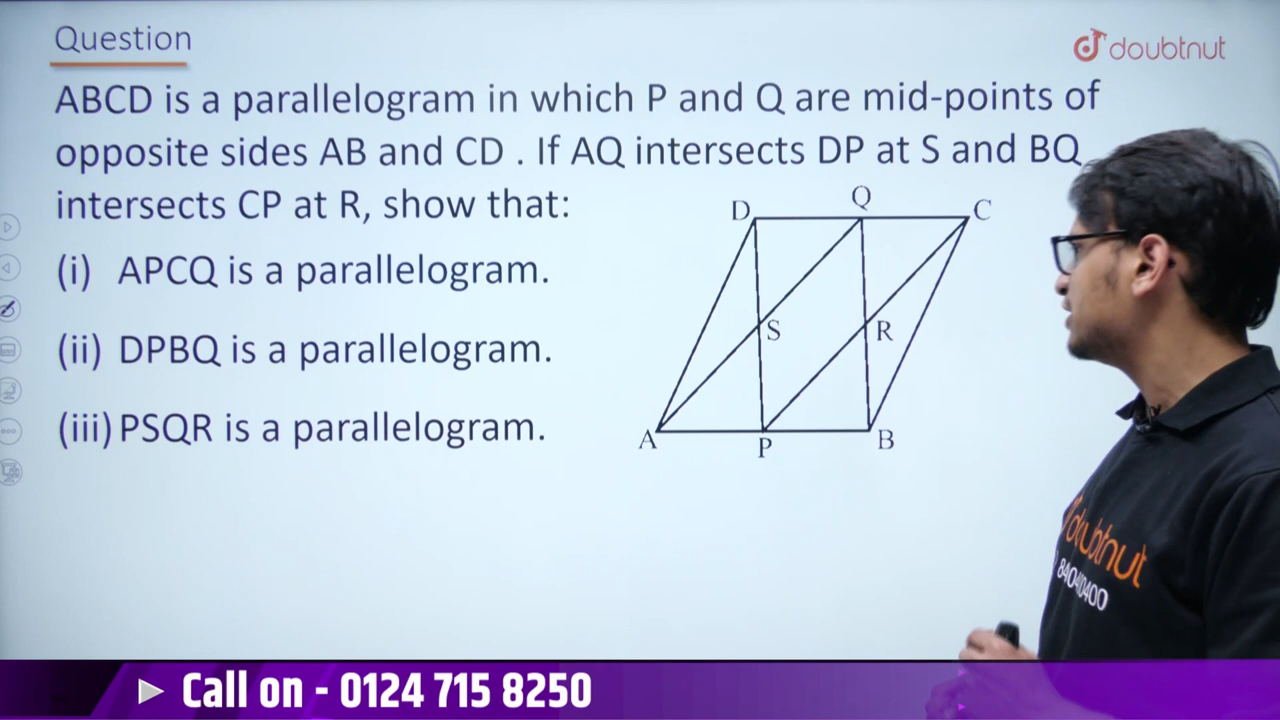 Question
doubtnut
ABCD is a parallelogram in which P and Q are mid-points of
opposite sides AB and CD . If AQ intersects DP at S and BQ
intersects CP at R, show that:
(i) APCQ is a parallelogram.
(ii) DPBQ is a parallelogram.
(iii) PSQR is a parallelogram.
D Q C
S R
A P B
doubtnut
Call on - 0124 715 8250